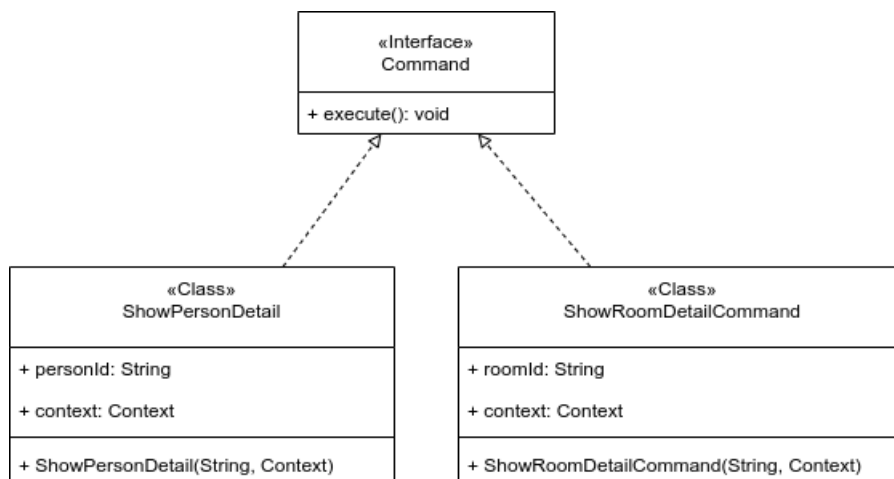 «Interface»
Command
+ execute(): void
«Class»
ShowPersonDetail
+ personId: String
+ context: Context
+ ShowPersonDetail(String, Context)
«Class»
ShowRoomDetailCommand
+ roomId: String
+ context: Context
+ ShowRoomDetailCommand(String, Context)